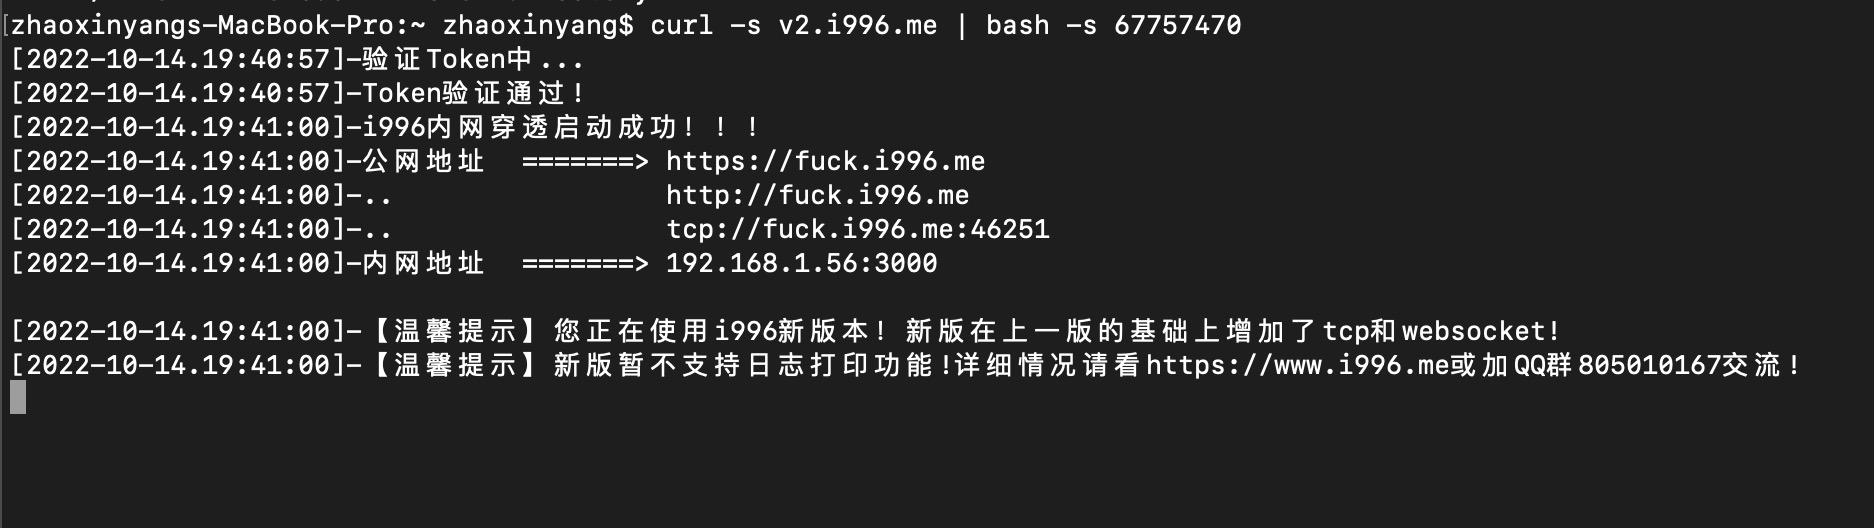 zhaoxinyangs-MacBook-Pro:~ zhaoxinyang$ curl -s v2.i996.me | bash -s 67757470
[2022-10-14.19:40:57]-验证Token中...
[2022-10-14.19:40:57]-Token验证通过!
[2022-10-14.19:41:00]-i996内网穿透启动成功！！！
[2022-10-14.19:41:00]-公网地址  =======> https://fuck.i996.me
[2022-10-14.19:41:00]-..                 http://fuck.i996.me
[2022-10-14.19:41:00]-..                 tcp://fuck.i996.me:46251
[2022-10-14.19:41:00]-内网地址  =======> 192.168.1.56:3000
[2022-10-14.19:41:00]-【温馨提示】您正在使用i996新版本！新版在上一版的基础上增加了tcp和websocket!
[2022-10-14.19:41:00]-【温馨提示】新版暂不支持日志打印功能!详细情况请看https://www.i996.me或加QQ群805010167交流!